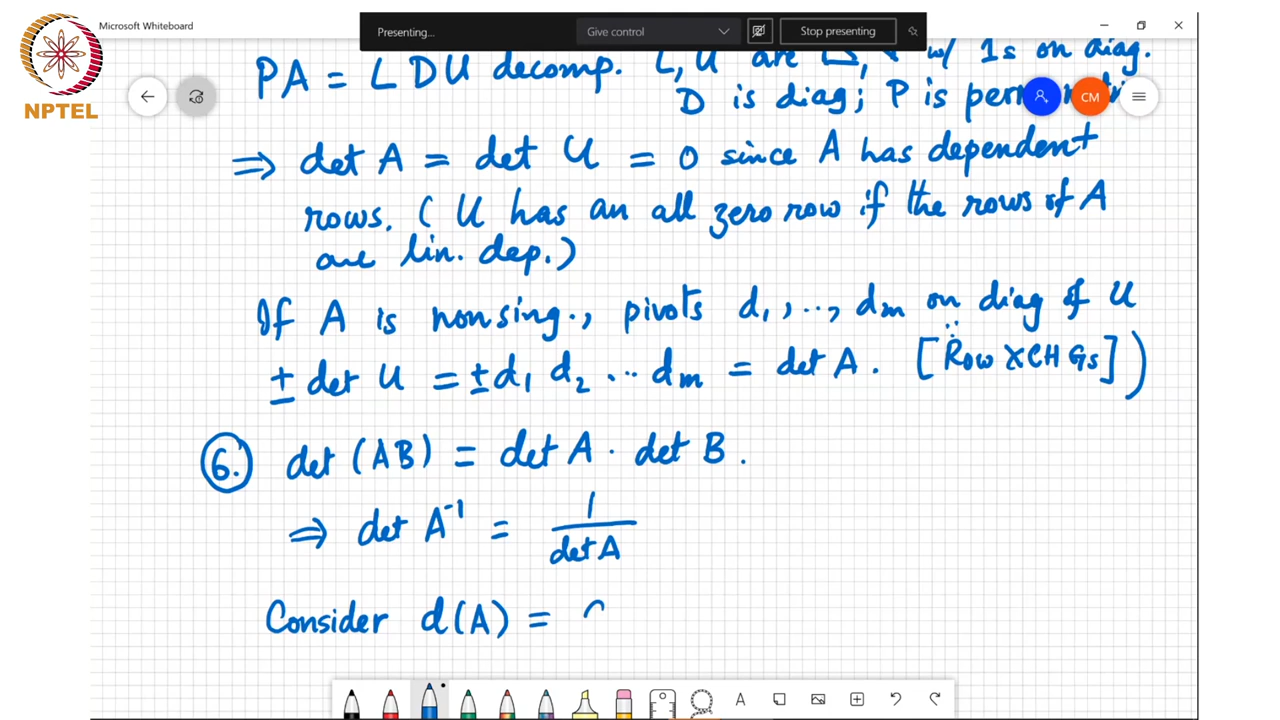 Microsoft Whiteboard
Presenting...
Give control
Stop presenting
NPTEL
CM
PA = LDU decomp. L, U are w/ 1s on diag.
D is diag; P is
⇒ det A = det U = 0 since A has dependent
rows. ( U has an all zero row if the rows of A
are lin. dep.)
If A is nonsing., pivots d₁, .., dₘ on diag of U
± det U = ± d₁ d₂ ... dₘ = det A. [∵ Row XCHGs] )
6. det (AB) = det A · det B.
⇒ det A⁻¹ = 1/det A
Consider d(A) =